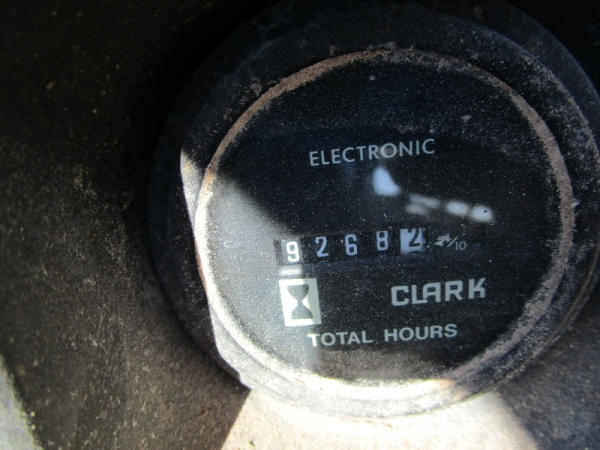 ELECTRONIC
92682 1/10
CLARK
TOTAL HOURS